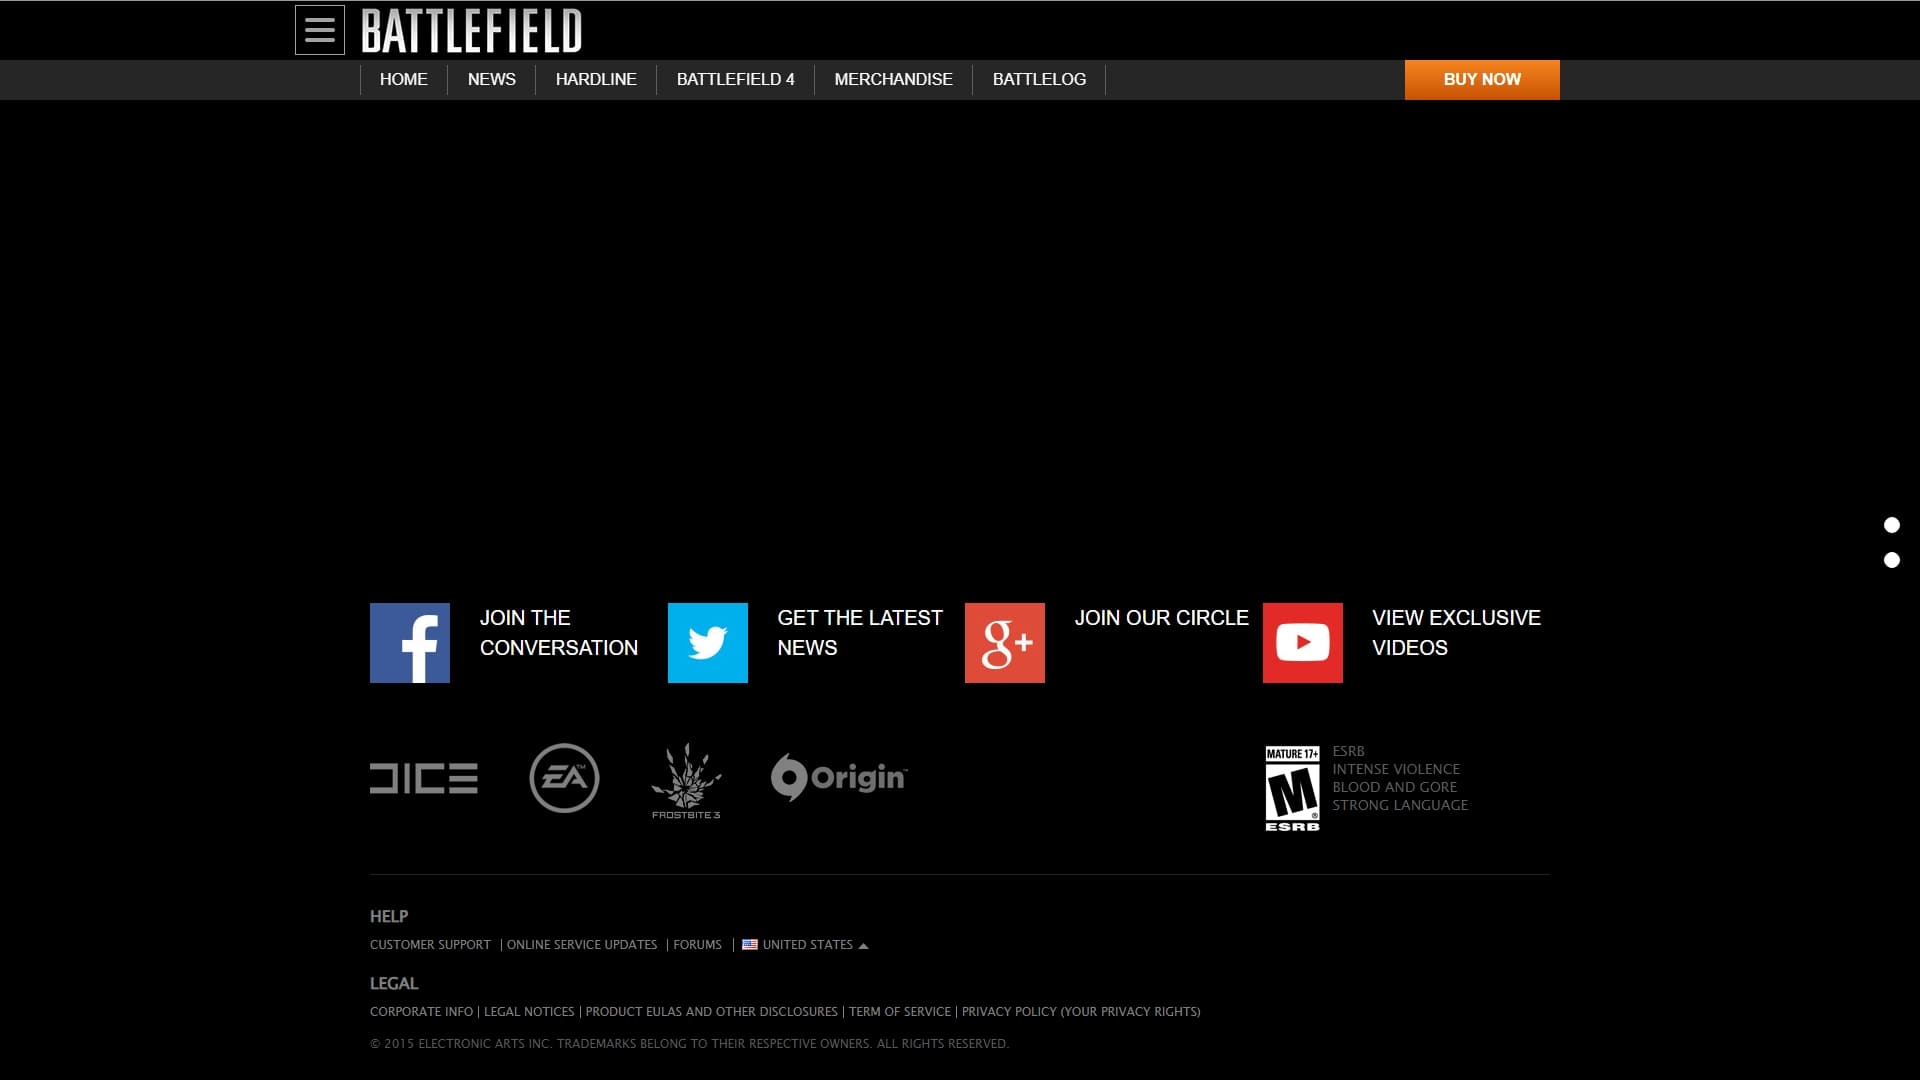 BATTLEFIELD
HOME NEWS HARDLINE BATTLEFIELD 4 MERCHANDISE BATTLELOG BUY NOW
JOIN THE
CONVERSATION
GET THE LATEST
NEWS
JOIN OUR CIRCLE
VIEW EXCLUSIVE
VIDEOS
DICE
EA™
FROSTBITE 3
Origin™
MATURE 17+
M®
ESRB
ESRB
INTENSE VIOLENCE
BLOOD AND GORE
STRONG LANGUAGE
HELP
CUSTOMER SUPPORT | ONLINE SERVICE UPDATES | FORUMS | UNITED STATES
LEGAL
CORPORATE INFO | LEGAL NOTICES | PRODUCT EULAS AND OTHER DISCLOSURES | TERM OF SERVICE | PRIVACY POLICY (YOUR PRIVACY RIGHTS)
© 2015 ELECTRONIC ARTS INC. TRADEMARKS BELONG TO THEIR RESPECTIVE OWNERS. ALL RIGHTS RESERVED.